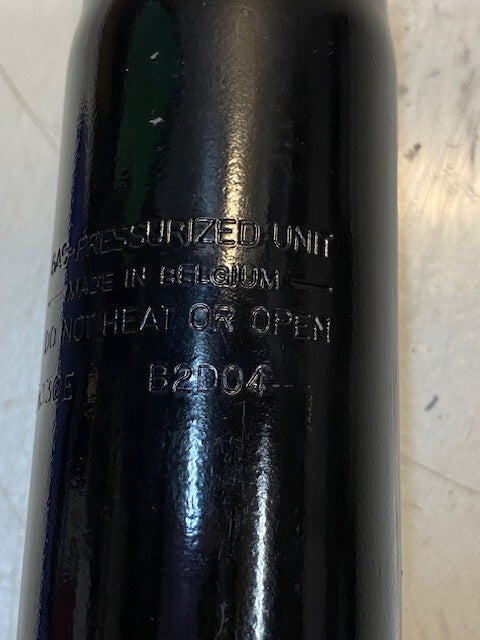 GAS-PRESSURIZED UNIT
— MADE IN BELGIUM —
DO NOT HEAT OR OPEN
B2D04